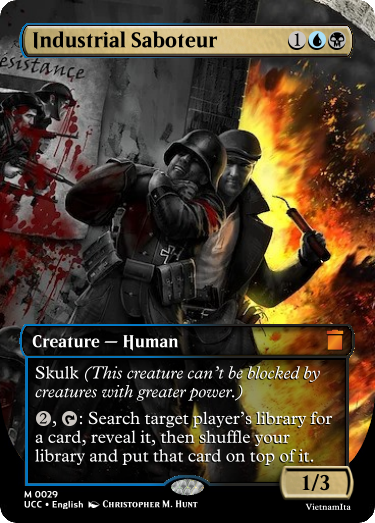 Industrial Saboteur 1
esistance
Creature — Human
Skulk (This creature can't be blocked by
creatures with greater power.)
2, : Search target player's library for
a card, reveal it, then shuffle your
library and put that card on top of it.
1/3
M 0029
UCC • English Christopher M. Hunt
VietnamIta